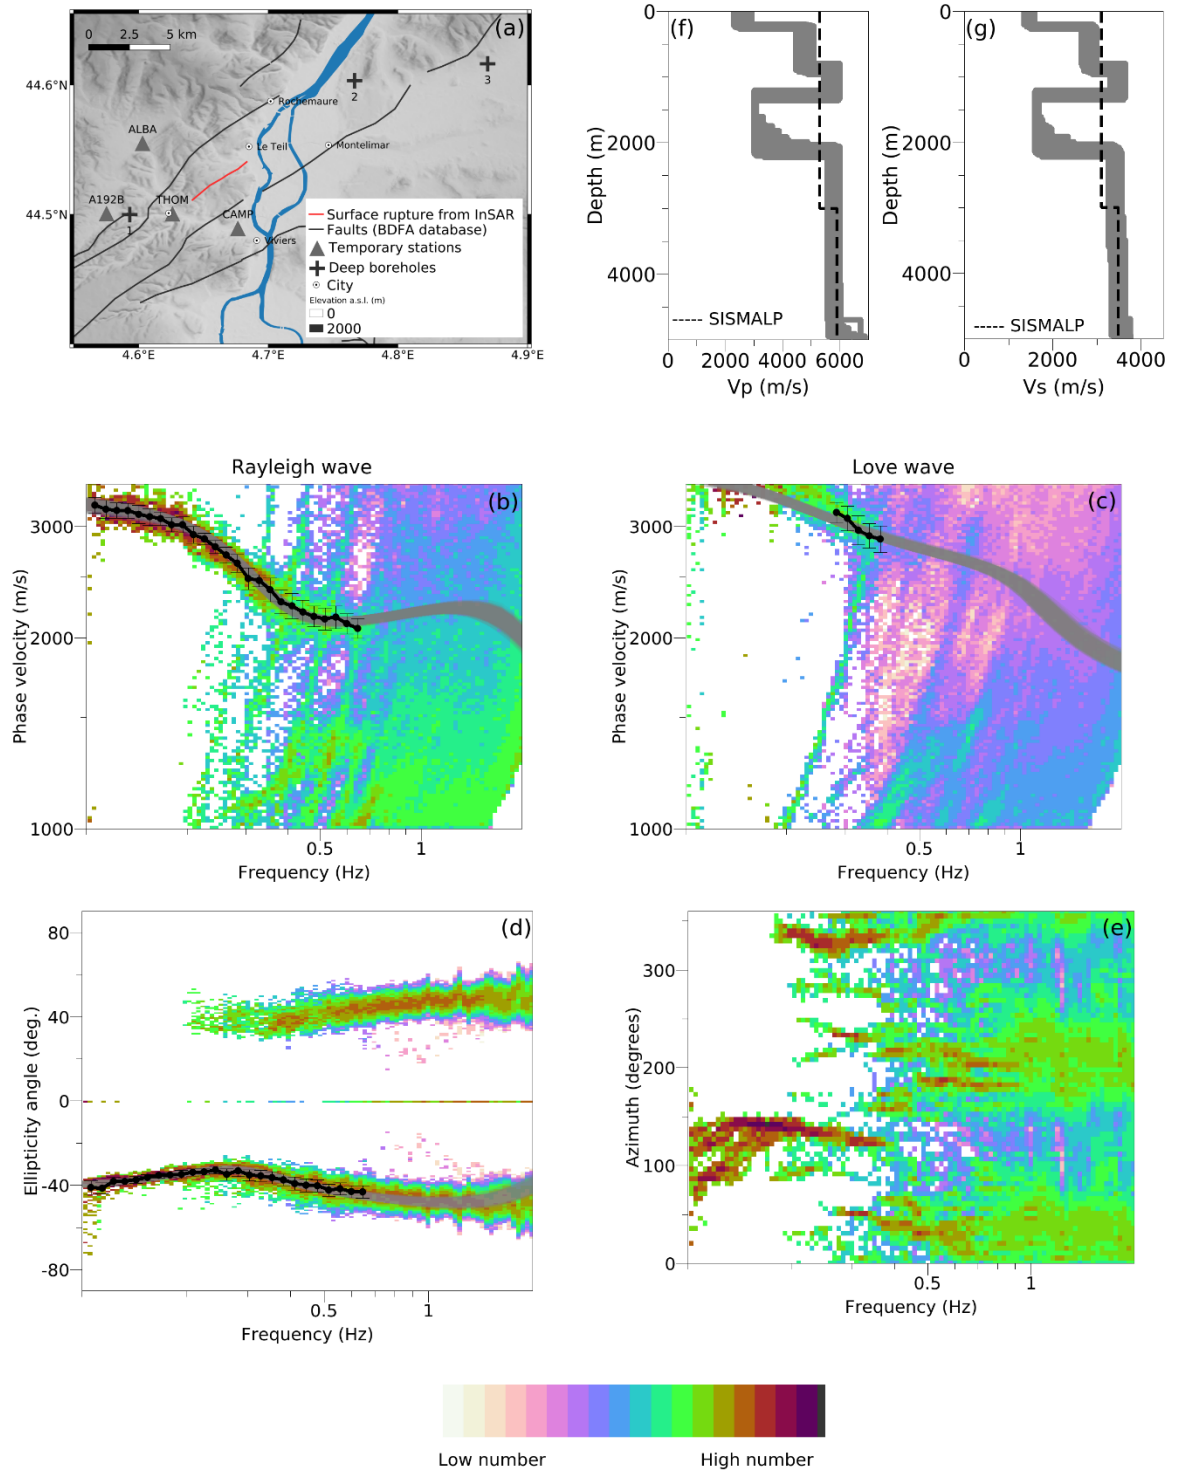 (a)
0 2.5 5 km
44.6°N
44.5°N
3
2
Rochemaure
ALBA
Le Teil
Montelimar
A192B
THOM
1
CAMP
Viviers
Surface rupture from InSAR
Faults (BDFA database)
Temporary stations
Deep boreholes
City
Elevation a.s.l. (m)
0
2000
4.6°E 4.7°E 4.8°E 4.9°E
(f)
0
2000
4000
Depth (m)
SISMALP
0 2000 4000 6000
Vp (m/s)
(g)
0
2000
4000
Depth (m)
SISMALP
0 2000 4000
Vs (m/s)
Rayleigh wave
(b)
3000
2000
1000
Phase velocity (m/s)
0.5 1
Frequency (Hz)
Love wave
(c)
3000
2000
1000
Phase velocity (m/s)
0.5 1
Frequency (Hz)
(d)
80
40
0
-40
-80
Ellipticity angle (deg.)
0.5 1
Frequency (Hz)
(e)
300
200
100
0
Azimuth (degrees)
0.5 1
Frequency (Hz)
Low number High number